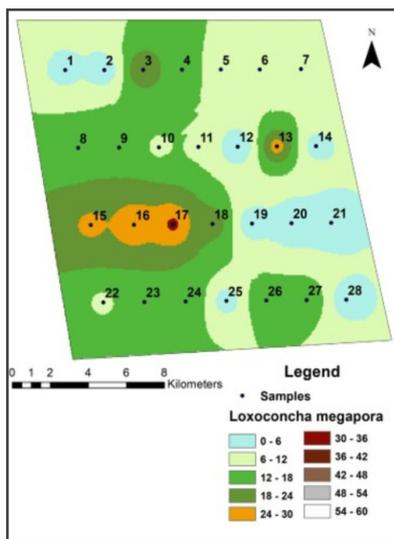 N
1 2 3 4 5 6 7
8 9 10 11 12 13 14
15 16 17 18 19 20 21
22 23 24 25 26 27 28
0 1 2 4 6 8
Kilometers
Legend
Samples
Loxoconcha megapora
0 - 6 30 - 36
6 - 12 36 - 42
12 - 18 42 - 48
18 - 24 48 - 54
24 - 30 54 - 60